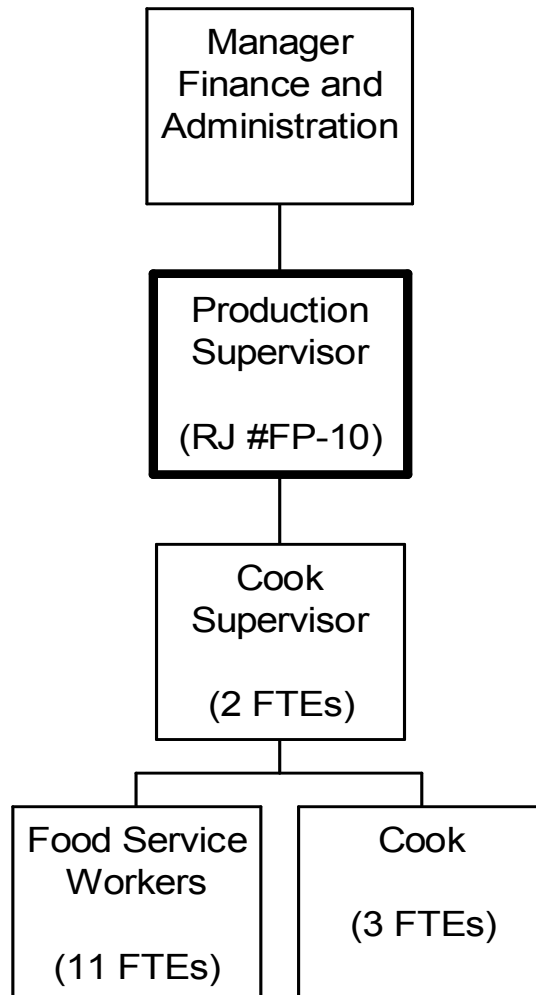 Manager
Finance and
Administration
Production
Supervisor
(RJ #FP-10)
Cook
Supervisor
(2 FTEs)
Food Service
Workers
(11 FTEs)
Cook
(3 FTEs)